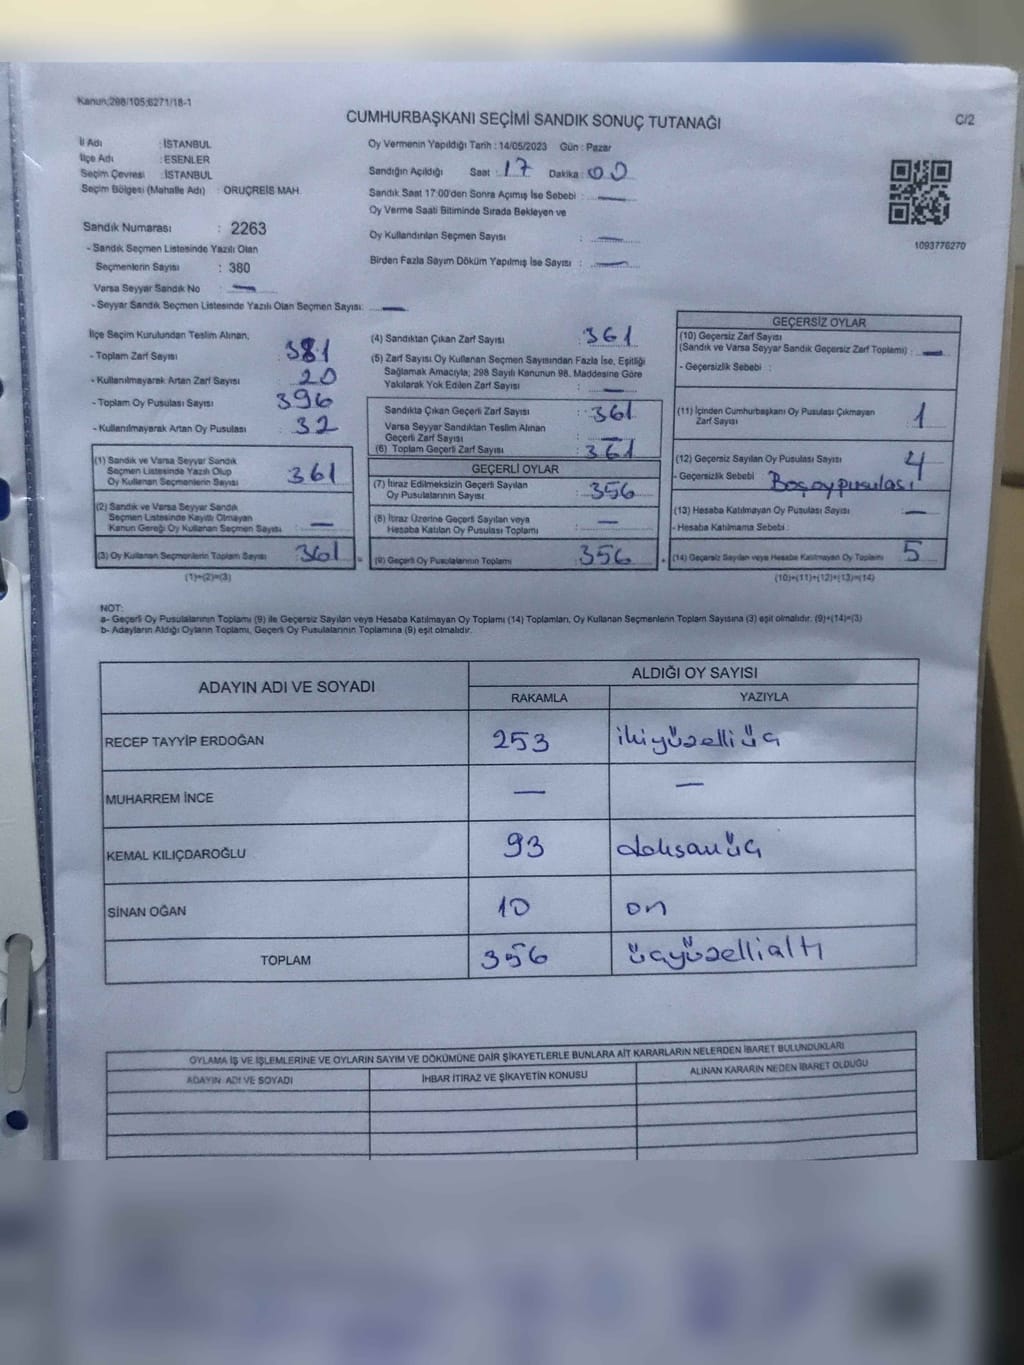 Kanun;298/105;6271/18-1
CUMHURBAŞKANI SEÇİMİ SANDIK SONUÇ TUTANAĞI
C/2
İl Adı : İSTANBUL
İlçe Adı : ESENLER
Seçim Çevresi : İSTANBUL
Seçim Bölgesi (Mahalle Adı) : ORUÇREİS MAH.
Oy Vermenin Yapıldığı Tarih : 14/05/2023 Gün : Pazar
Sandığın Açıldığı Saat : 17 Dakika : 00
Sandık Saat 17:00'den Sonra Açımış İse Sebebi : —
Oy Verme Saati Bitiminde Sırada Bekleyen ve
Oy Kullandırılan Seçmen Sayısı : —
Birden Fazla Sayım Döküm Yapılmış İse Sayısı : —
1093776270
Sandık Numarası : 2263
- Sandık Seçmen Listesinde Yazılı Olan
Seçmenlerin Sayısı : 380
Varsa Seyyar Sandık No —
- Seyyar Sandık Seçmen Listesinde Yazılı Olan Seçmen Sayısı: —
İlçe Seçim Kurulundan Teslim Alınan,
- Toplam Zarf Sayısı 381
- Kullanılmayarak Artan Zarf Sayısı 20
- Toplam Oy Pusulası Sayısı 396
- Kullanılmayarak Artan Oy Pusulası 32
(1) Sandık ve Varsa Seyyar Sandık
Seçmen Listesinde Yazılı Olup
Oy Kullanan Seçmenlerin Sayısı 361
(2) Sandık ve Varsa Seyyar Sandık
Seçmen Listesinde Kayıtlı Olmayan
Kanun Gereği Oy Kullanan Seçmen Sayısı —
(3) Oy Kullanan Seçmenlerin Toplam Sayısı 361
(1)+(2)=(3)
(4) Sandıktan Çıkan Zarf Sayısı : 361
(5) Zarf Sayısı Oy Kullanan Seçmen Sayısından Fazla İse, Eşitliği
Sağlamak Amacıyla; 298 Sayılı Kanunun 98. Maddesine Göre
Yakılarak Yok Edilen Zarf Sayısı : —
Sandıkta Çıkan Geçerli Zarf Sayısı : 361
Varsa Seyyar Sandıktan Teslim Alınan
Geçerli Zarf Sayısı : —
(6) Toplam Geçerli Zarf Sayısı : 361
GEÇERLİ OYLAR
(7) İtiraz Edilmeksizin Geçerli Sayılan
Oy Pusulalarının Sayısı : 356
(8) İtiraz Üzerine Geçerli Sayılan veya
Hesaba Katılan Oy Pusulası Toplamı : —
= (9) Geçerli Oy Pusulalarının Toplamı 356
GEÇERSİZ OYLAR
(10) Geçersiz Zarf Sayısı
(Sandık ve Varsa Seyyar Sandık Geçersiz Zarf Toplamı) : —
- Geçersizlik Sebebi :
(11) İçinden Cumhurbaşkanı Oy Pusulası Çıkmayan
Zarf Sayısı 1
(12) Geçersiz Sayılan Oy Pusulası Sayısı 4
- Geçersizlik Sebebi Boş oy pusulası
(13) Hesaba Katılmayan Oy Pusulası Sayısı —
- Hesaba Katılmama Sebebi :
+ (14) Geçersiz Sayılan veya Hesaba Katılmayan Oy Toplamı 5
(10)+(11)+(12)+(13)=(14)
NOT:
a- Geçerli Oy Pusulalarının Toplamı (9) ile Geçersiz Sayılan veya Hesaba Katılmayan Oy Toplamı (14) Toplamları, Oy Kullanan Seçmenlerin Toplam Sayısına (3) eşit olmalıdır. (9)+(14)=(3)
b- Adayların Aldığı Oyların Toplamı, Geçerli Oy Pusulalarının Toplamına (9) eşit olmalıdır.
ADAYIN ADI VE SOYADI ALDIĞI OY SAYISI
RAKAMLA YAZIYLA
RECEP TAYYİP ERDOĞAN 253 ikiyüzelliüç
MUHARREM İNCE — —
KEMAL KILIÇDAROĞLU 93 doksanüç
SİNAN OĞAN 10 on
TOPLAM 356 üçyüzellialtı
OYLAMA İŞ VE İŞLEMLERİNE VE OYLARIN SAYIM VE DÖKÜMÜNE DAİR ŞİKAYETLERLE BUNLARA AİT KARARLARIN NELERDEN İBARET BULUNDUKLARI
ADAYIN ADI VE SOYADI İHBAR İTİRAZ VE ŞİKAYETİN KONUSU ALINAN KARARIN NEDEN İBARET OLDUĞU